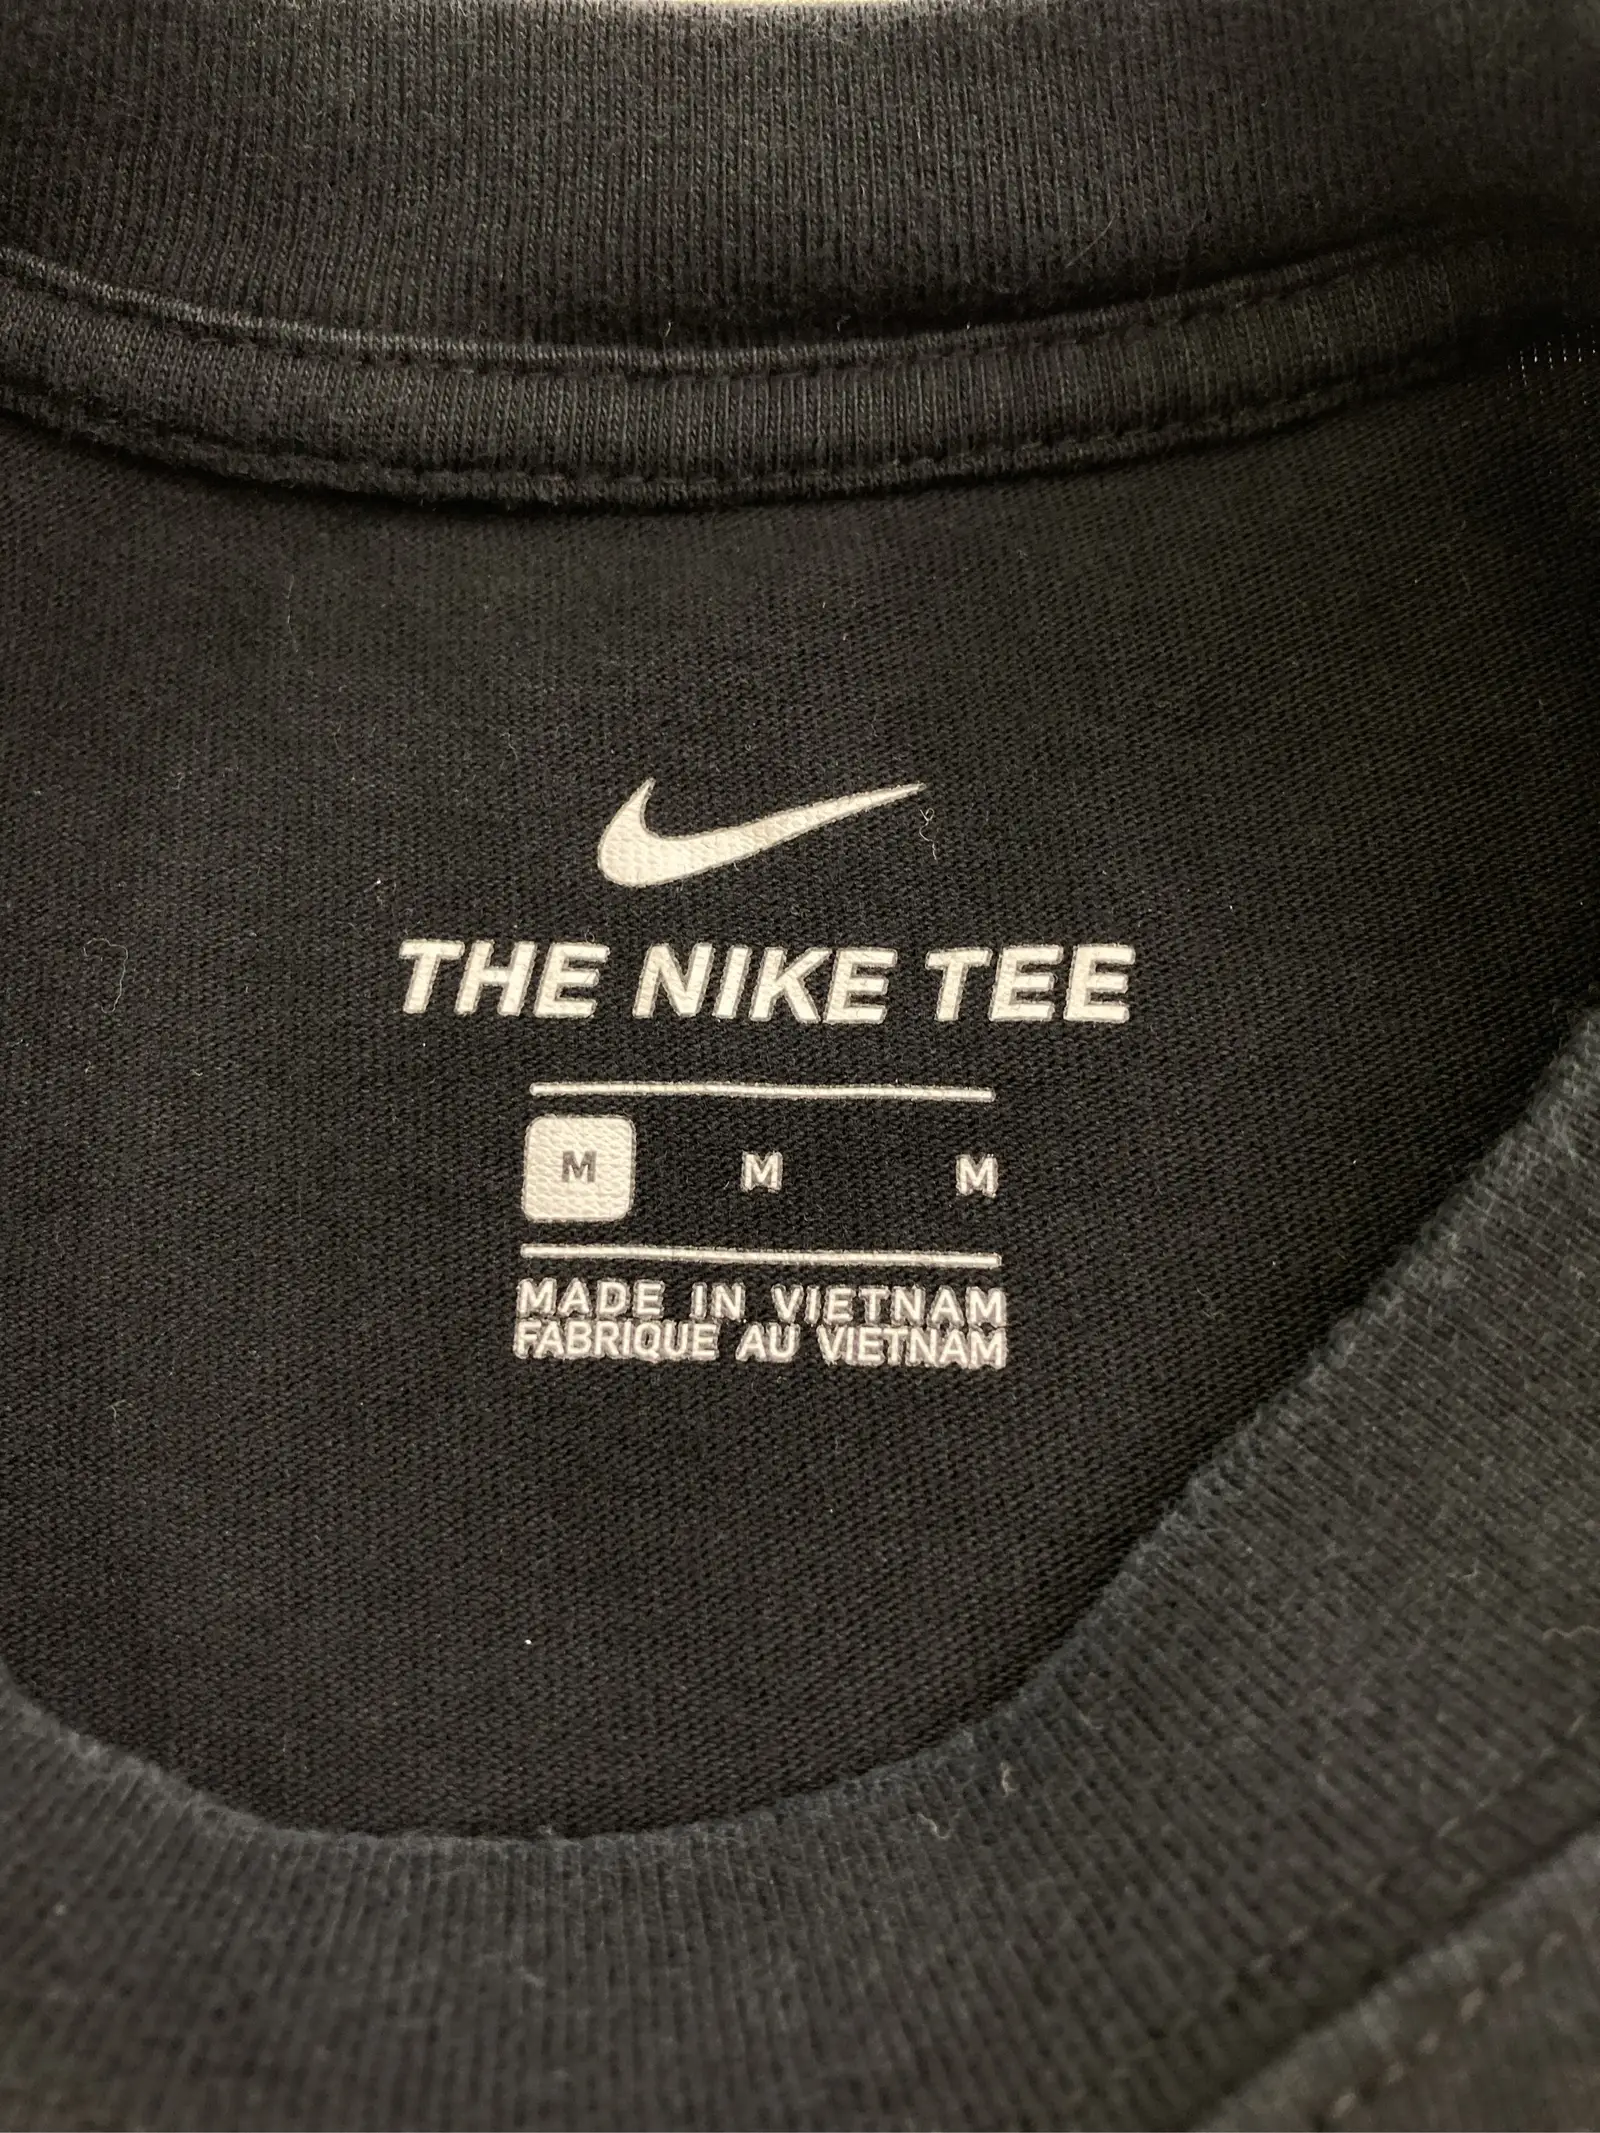 THE NIKE TEE
M M M
MADE IN VIETNAM
FABRIQUE AU VIETNAM